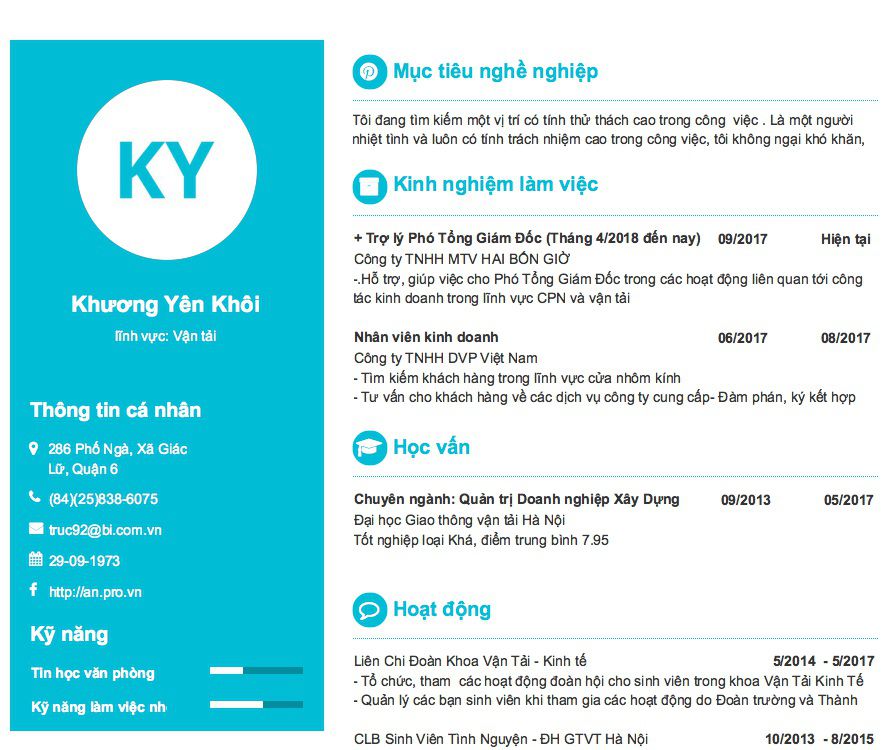 KY
Khương Yên Khôi
lĩnh vực: Vận tải
Thông tin cá nhân
286 Phố Ngà, Xã Giác
Lữ, Quận 6
(84)(25)838-6075
truc92@bi.com.vn
29-09-1973
http://an.pro.vn
Kỹ năng
Tin học văn phòng
Kỹ năng làm việc nhó
Mục tiêu nghề nghiệp
Tôi đang tìm kiếm một vị trí có tính thử thách cao trong công việc . Là một người
nhiệt tình và luôn có tính trách nhiệm cao trong công việc, tôi không ngại khó khăn,
Kinh nghiệm làm việc
+ Trợ lý Phó Tổng Giám Đốc (Tháng 4/2018 đến nay) 09/2017 Hiện tại
Công ty TNHH MTV HAI BỐN GIỜ
-.Hỗ trợ, giúp việc cho Phó Tổng Giám Đốc trong các hoạt động liên quan tới công
tác kinh doanh trong lĩnh vực CPN và vận tải
Nhân viên kinh doanh 06/2017 08/2017
Công ty TNHH DVP Việt Nam
- Tìm kiếm khách hàng trong lĩnh vực cửa nhôm kính
- Tư vấn cho khách hàng về các dịch vụ công ty cung cấp- Đàm phán, ký kết hợp
Học vấn
Chuyên ngành: Quản trị Doanh nghiệp Xây Dựng 09/2013 05/2017
Đại học Giao thông vận tải Hà Nội
Tốt nghiệp loại Khá, điểm trung bình 7.95
Hoạt động
Liên Chi Đoàn Khoa Vận Tải - Kinh tế 5/2014 - 5/2017
- Tổ chức, tham các hoạt động đoàn hội cho sinh viên trong khoa Vận Tải Kinh Tế
- Quản lý các bạn sinh viên khi tham gia các hoạt động do Đoàn trường và Thành
CLB Sinh Viên Tình Nguyện - ĐH GTVT Hà Nội 10/2013 - 8/2015